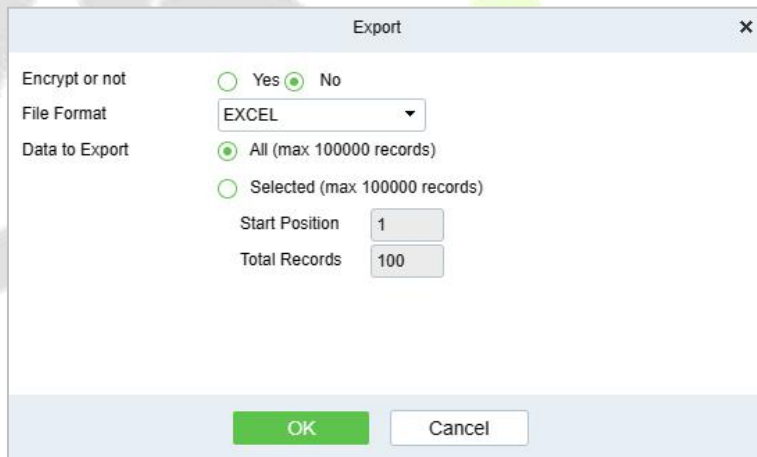 Export
Encrypt or not Yes No
File Format EXCEL
Data to Export All (max 100000 records)
Selected (max 100000 records)
Start Position 1
Total Records 100
OK Cancel